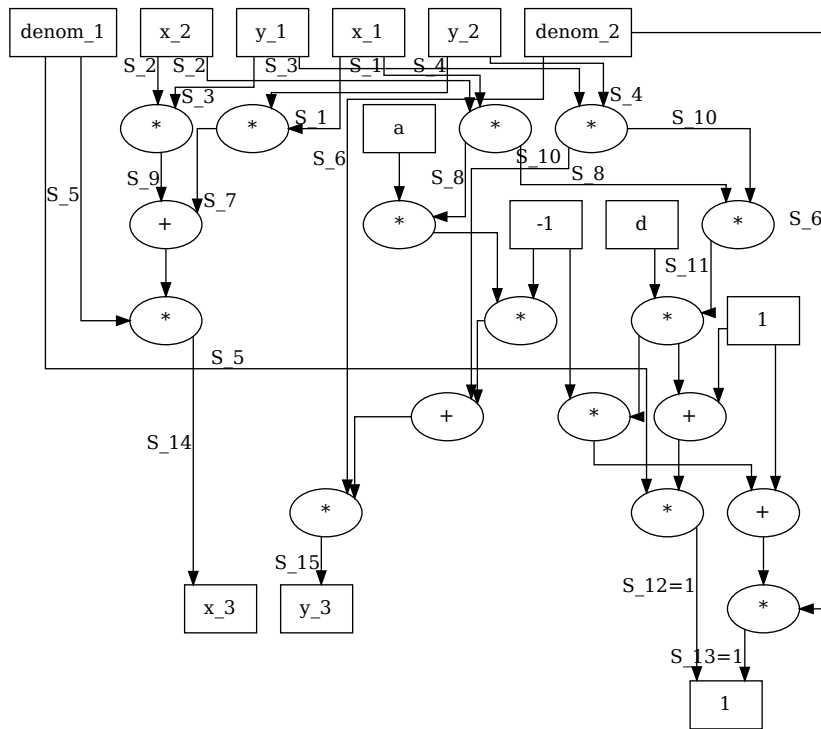 denom_1 x_2 y_1 x_1 y_2 denom_2
S_2 S_2 S_3 S_1 S_4
S_3 S_4
S_1 S_10
* * a * *
S_6 S_10
S_9 S_8 S_8
S_5 S_7
+ * -1 d * S_6
S_11
* * * 1
S_5
+ * +
S_14
* * +
S_15
S_12=1
x_3 y_3 *
S_13=1
1